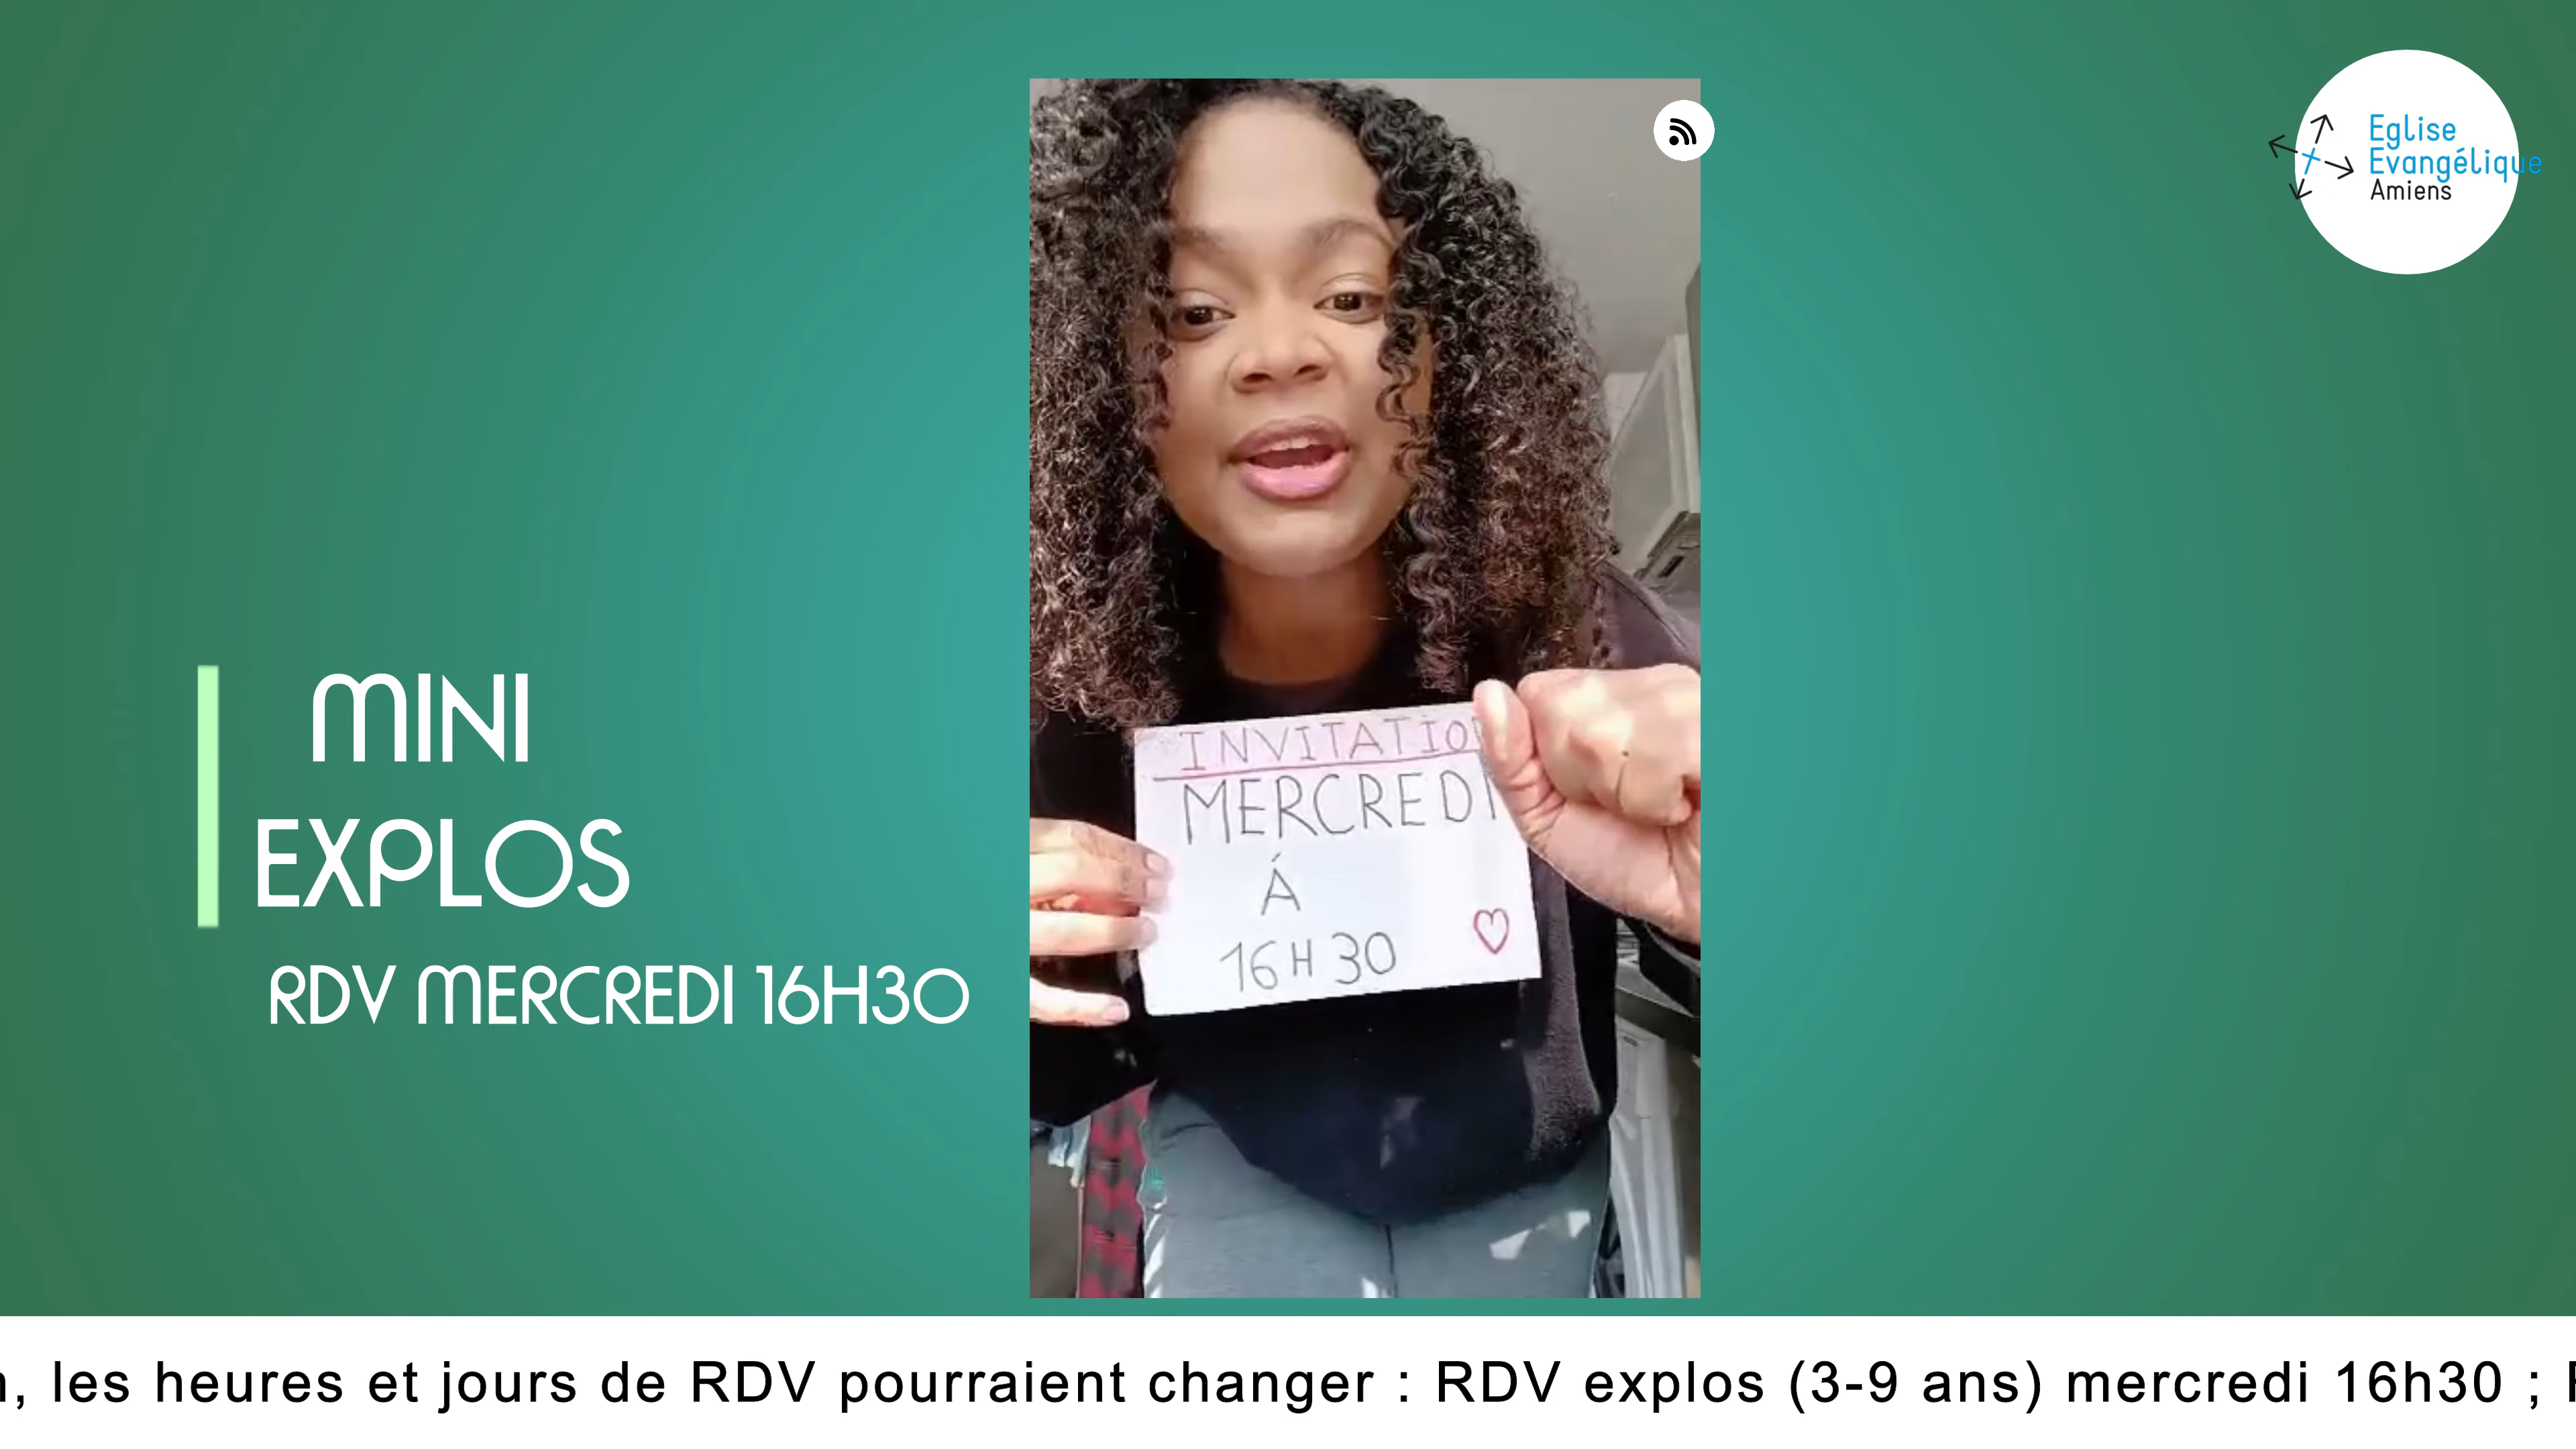 Eglise
Evangélique
Amiens
INVITATIO
MERCREDI
Á
16H30
MINI
EXPLOS
RDV MERCREDI 16H30
, les heures et jours de RDV pourraient changer : RDV explos (3-9 ans) mercredi 16h30 ;